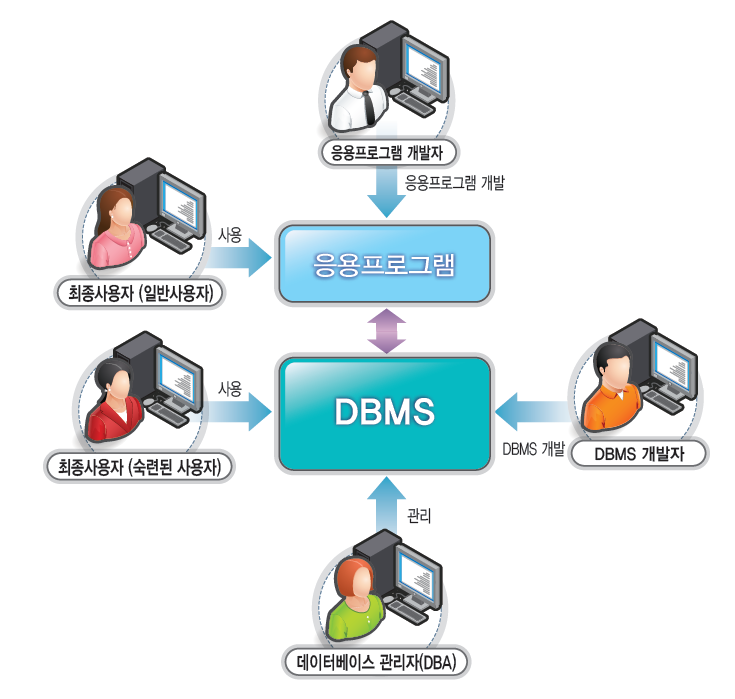 응용프로그램 개발자
응용프로그램 개발
사용
응용프로그램
최종사용자 (일반사용자)
사용
DBMS
DBMS 개발
DBMS 개발자
최종사용자 (숙련된 사용자)
관리
데이터베이스 관리자(DBA)